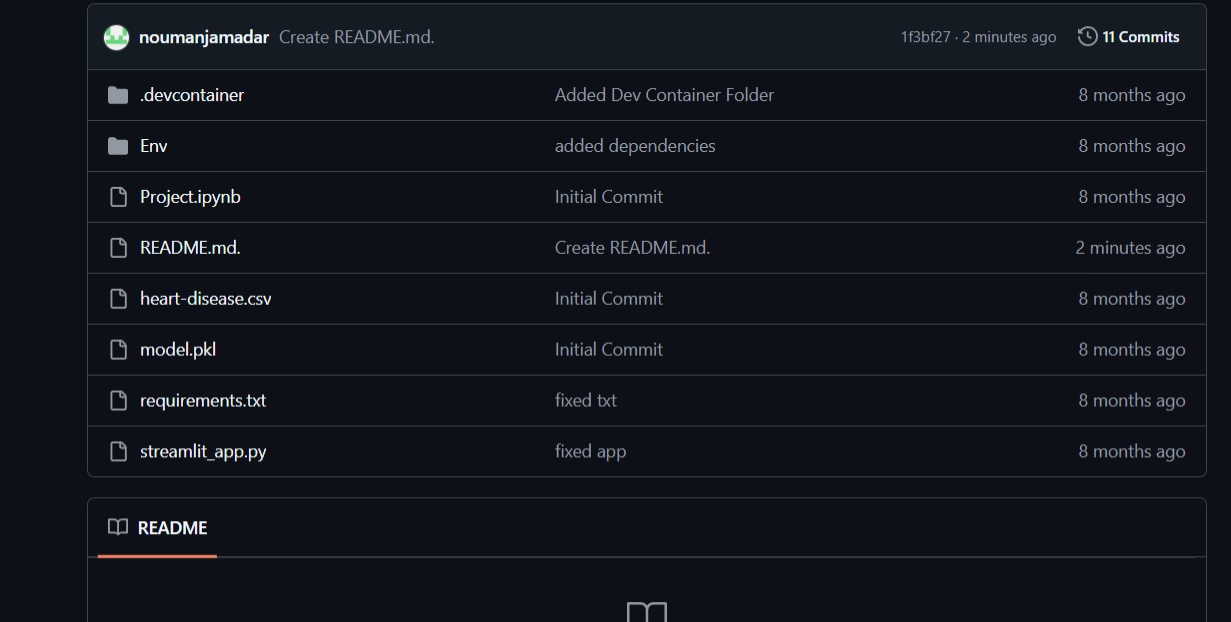 noumanjamadar Create README.md. 1f3bf27 · 2 minutes ago 11 Commits
.devcontainer Added Dev Container Folder 8 months ago
Env added dependencies 8 months ago
Project.ipynb Initial Commit 8 months ago
README.md. Create README.md. 2 minutes ago
heart-disease.csv Initial Commit 8 months ago
model.pkl Initial Commit 8 months ago
requirements.txt fixed txt 8 months ago
streamlit_app.py fixed app 8 months ago
README